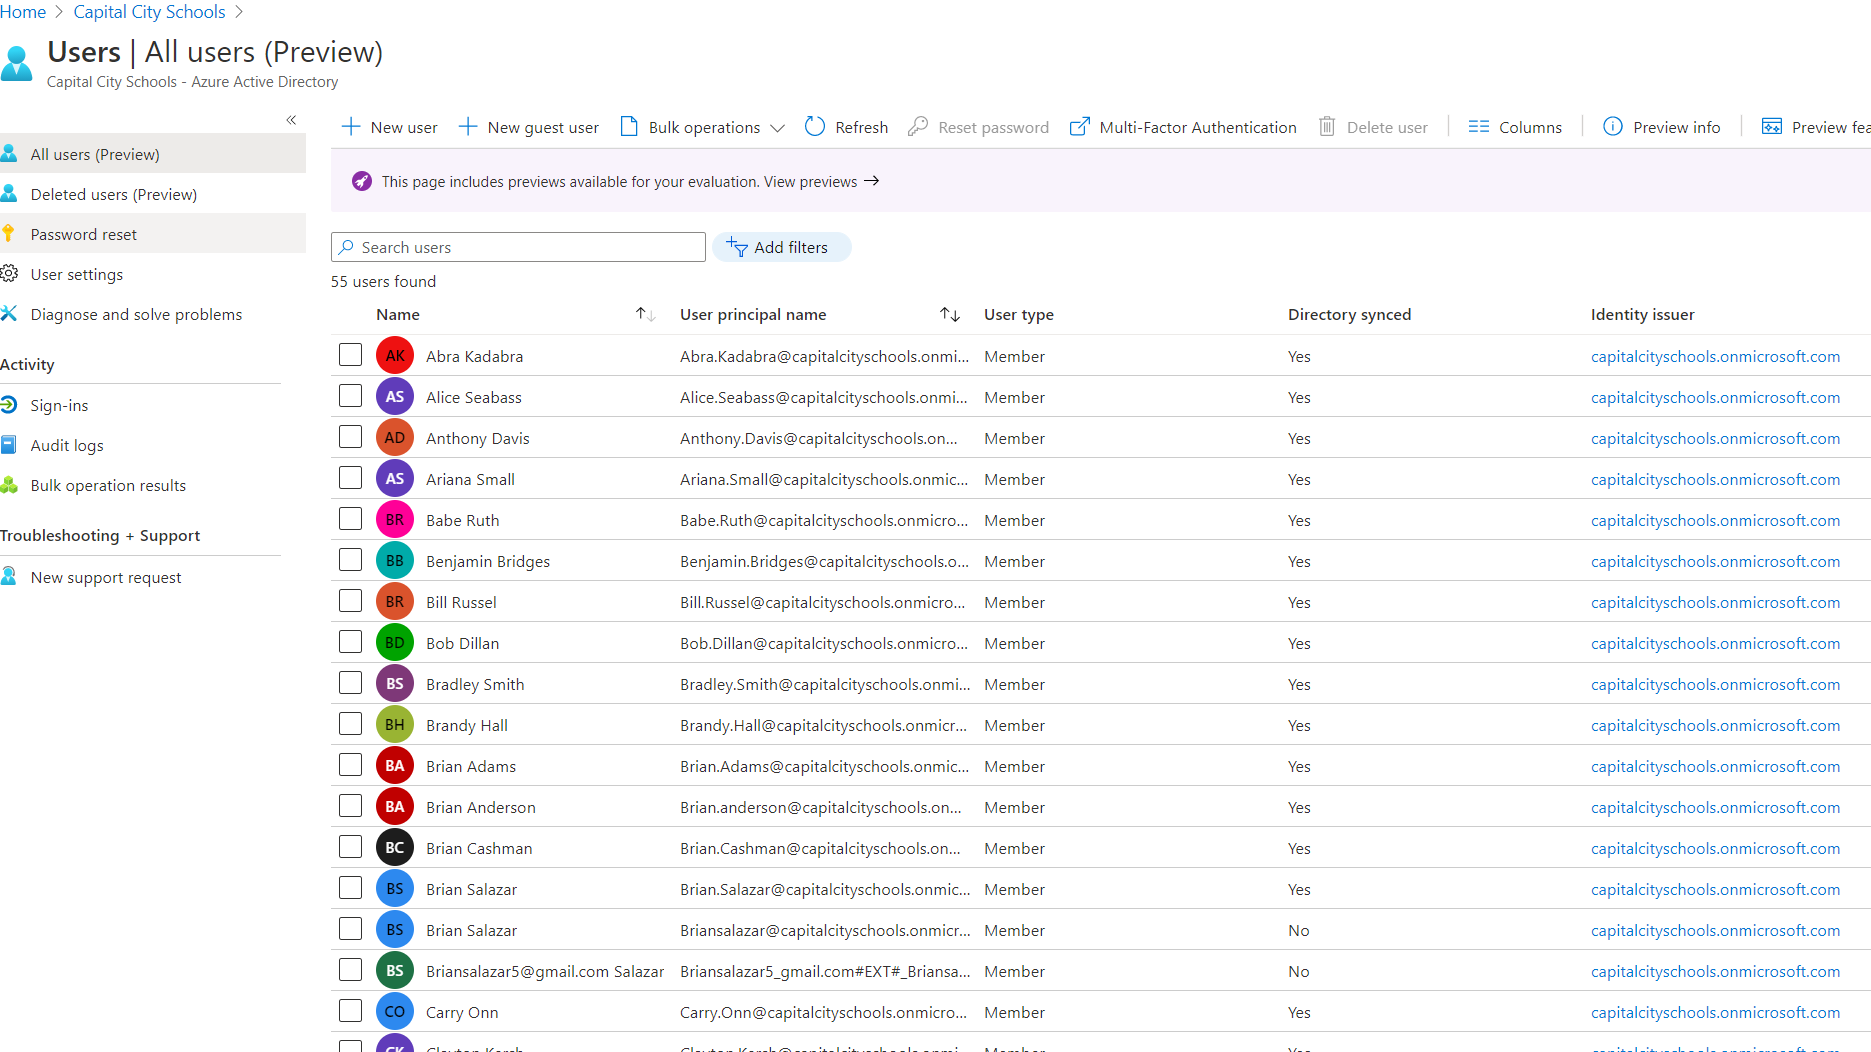 Home > Capital City Schools >
Users | All users (Preview)
Capital City Schools - Azure Active Directory
«
All users (Preview)
Deleted users (Preview)
Password reset
User settings
Diagnose and solve problems
Activity
Sign-ins
Audit logs
Bulk operation results
Troubleshooting + Support
New support request
New user New guest user Bulk operations Refresh Reset password Multi-Factor Authentication Delete user Columns Preview info Preview fea
This page includes previews available for your evaluation. View previews →
Search users Add filters
55 users found
Name ↑↓ User principal name ↑↓ User type Directory synced Identity issuer
AK Abra Kadabra Abra.Kadabra@capitalcityschools.onmi... Member Yes capitalcityschools.onmicrosoft.com
AS Alice Seabass Alice.Seabass@capitalcityschools.onmi... Member Yes capitalcityschools.onmicrosoft.com
AD Anthony Davis Anthony.Davis@capitalcityschools.on... Member Yes capitalcityschools.onmicrosoft.com
AS Ariana Small Ariana.Small@capitalcityschools.onmic... Member Yes capitalcityschools.onmicrosoft.com
BR Babe Ruth Babe.Ruth@capitalcityschools.onmicro... Member Yes capitalcityschools.onmicrosoft.com
BB Benjamin Bridges Benjamin.Bridges@capitalcityschools.o... Member Yes capitalcityschools.onmicrosoft.com
BR Bill Russel Bill.Russel@capitalcityschools.onmicro... Member Yes capitalcityschools.onmicrosoft.com
BD Bob Dillan Bob.Dillan@capitalcityschools.onmicro... Member Yes capitalcityschools.onmicrosoft.com
BS Bradley Smith Bradley.Smith@capitalcityschools.onmi... Member Yes capitalcityschools.onmicrosoft.com
BH Brandy Hall Brandy.Hall@capitalcityschools.onmicr... Member Yes capitalcityschools.onmicrosoft.com
BA Brian Adams Brian.Adams@capitalcityschools.onmic... Member Yes capitalcityschools.onmicrosoft.com
BA Brian Anderson Brian.anderson@capitalcityschools.on... Member Yes capitalcityschools.onmicrosoft.com
BC Brian Cashman Brian.Cashman@capitalcityschools.on... Member Yes capitalcityschools.onmicrosoft.com
BS Brian Salazar Brian.Salazar@capitalcityschools.onmic... Member Yes capitalcityschools.onmicrosoft.com
BS Brian Salazar Briansalazar@capitalcityschools.onmicr... Member No capitalcityschools.onmicrosoft.com
BS Briansalazar5@gmail.com Salazar Briansalazar5_gmail.com#EXT#_Briansa... Member No capitalcityschools.onmicrosoft.com
CO Carry Onn Carry.Onn@capitalcityschools.onmicro... Member Yes capitalcityschools.onmicrosoft.com